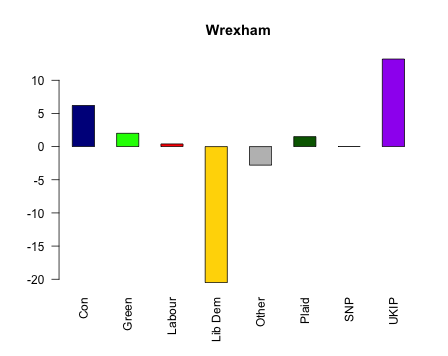 Wrexham
10
5
0
-5
-10
-15
-20
Con
Green
Labour
Lib Dem
Other
Plaid
SNP
UKIP